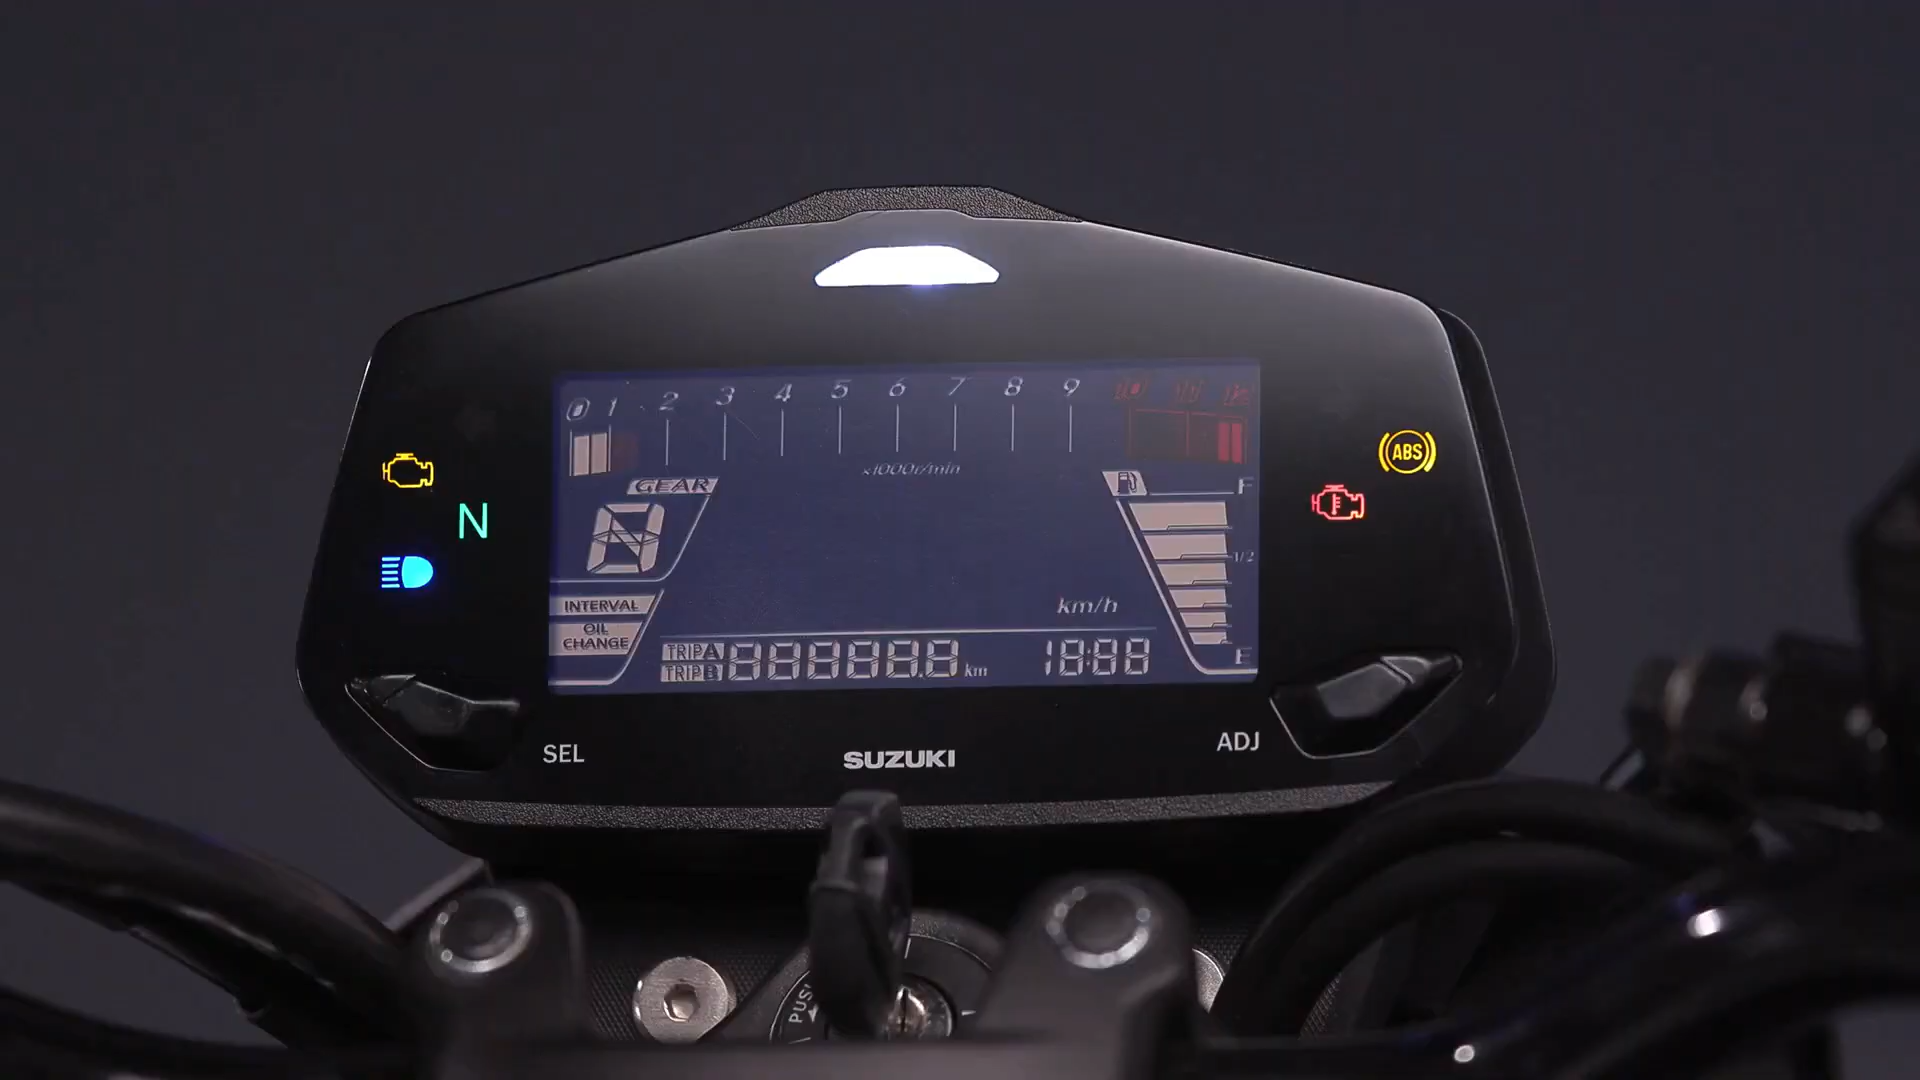 0 1 2 3 4 5 6 7 8 9 10 11 12
x1000r/min
GEAR
F
ABS
N
1/2
INTERVAL
km/h
OIL
CHANGE
TRIP A
TRIP B
888888.8 km
18:88
E
SEL
SUZUKI
ADJ
PUSH